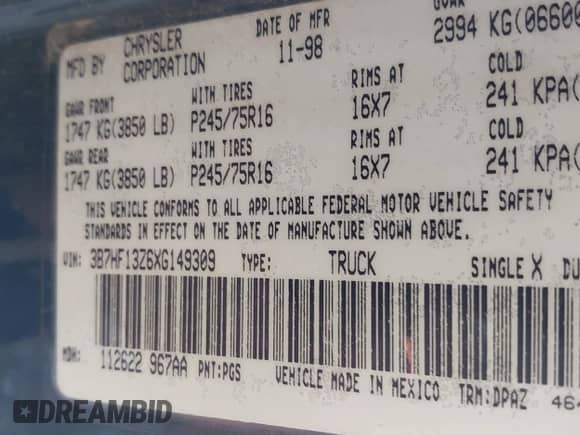 MFD BY CHRYSLER CORPORATION DATE OF MFR 11-98 GVWR 2994 KG(06600
GAWR FRONT WITH TIRES RIMS AT COLD
1747 KG(3850 LB) P245/75R16 16X7 241 KPA(
GAWR REAR WITH TIRES RIMS AT COLD
1747 KG(3850 LB) P245/75R16 16X7 241 KPA(
THIS VEHICLE CONFORMS TO ALL APPLICABLE FEDERAL MOTOR VEHICLE SAFETY
STANDARDS IN EFFECT ON THE DATE OF MANUFACTURE SHOWN ABOVE.
VIN: 3B7HF13Z6XG149309 TYPE: TRUCK SINGLE X DU
MDH: 112622 967AA PNT:PGS VEHICLE MADE IN MEXICO TRM:DPAZ 464
DREAMBID